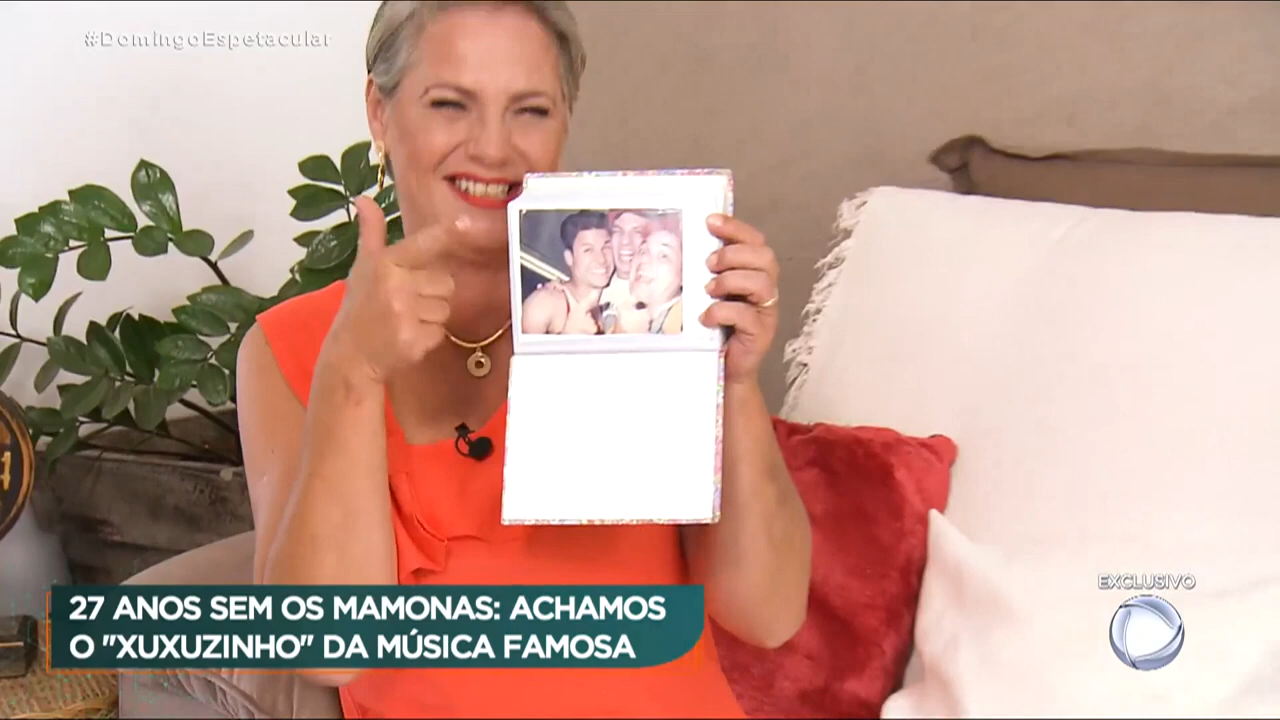 #DomingoEspetacular
27 ANOS SEM OS MAMONAS: ACHAMOS
O "XUXUZINHO" DA MÚSICA FAMOSA
EXCLUSIVO